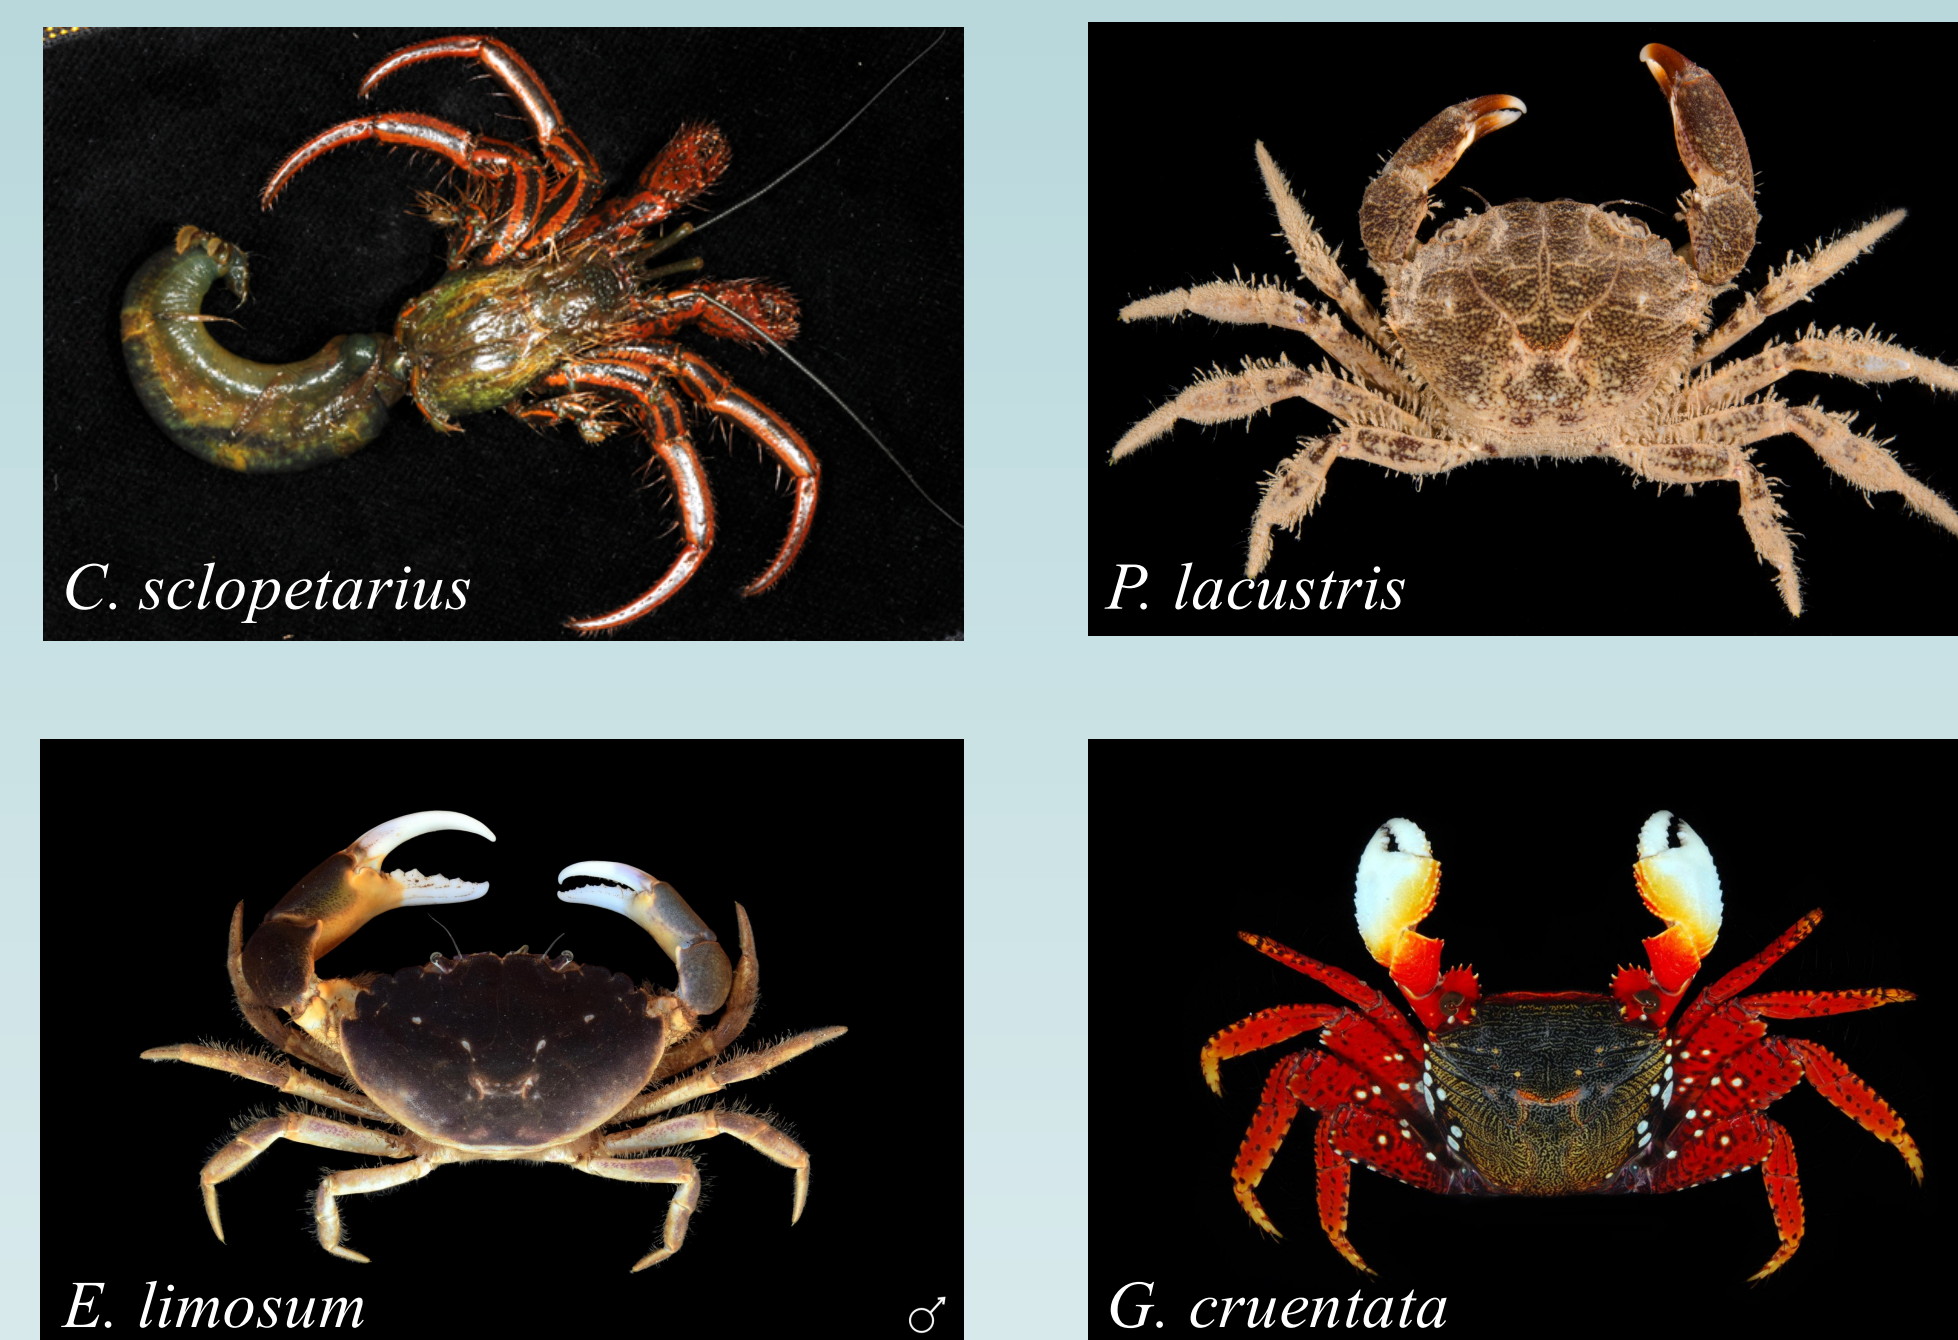 C. sclopetarius
P. lacustris
E. limosum ♂
G. cruentata